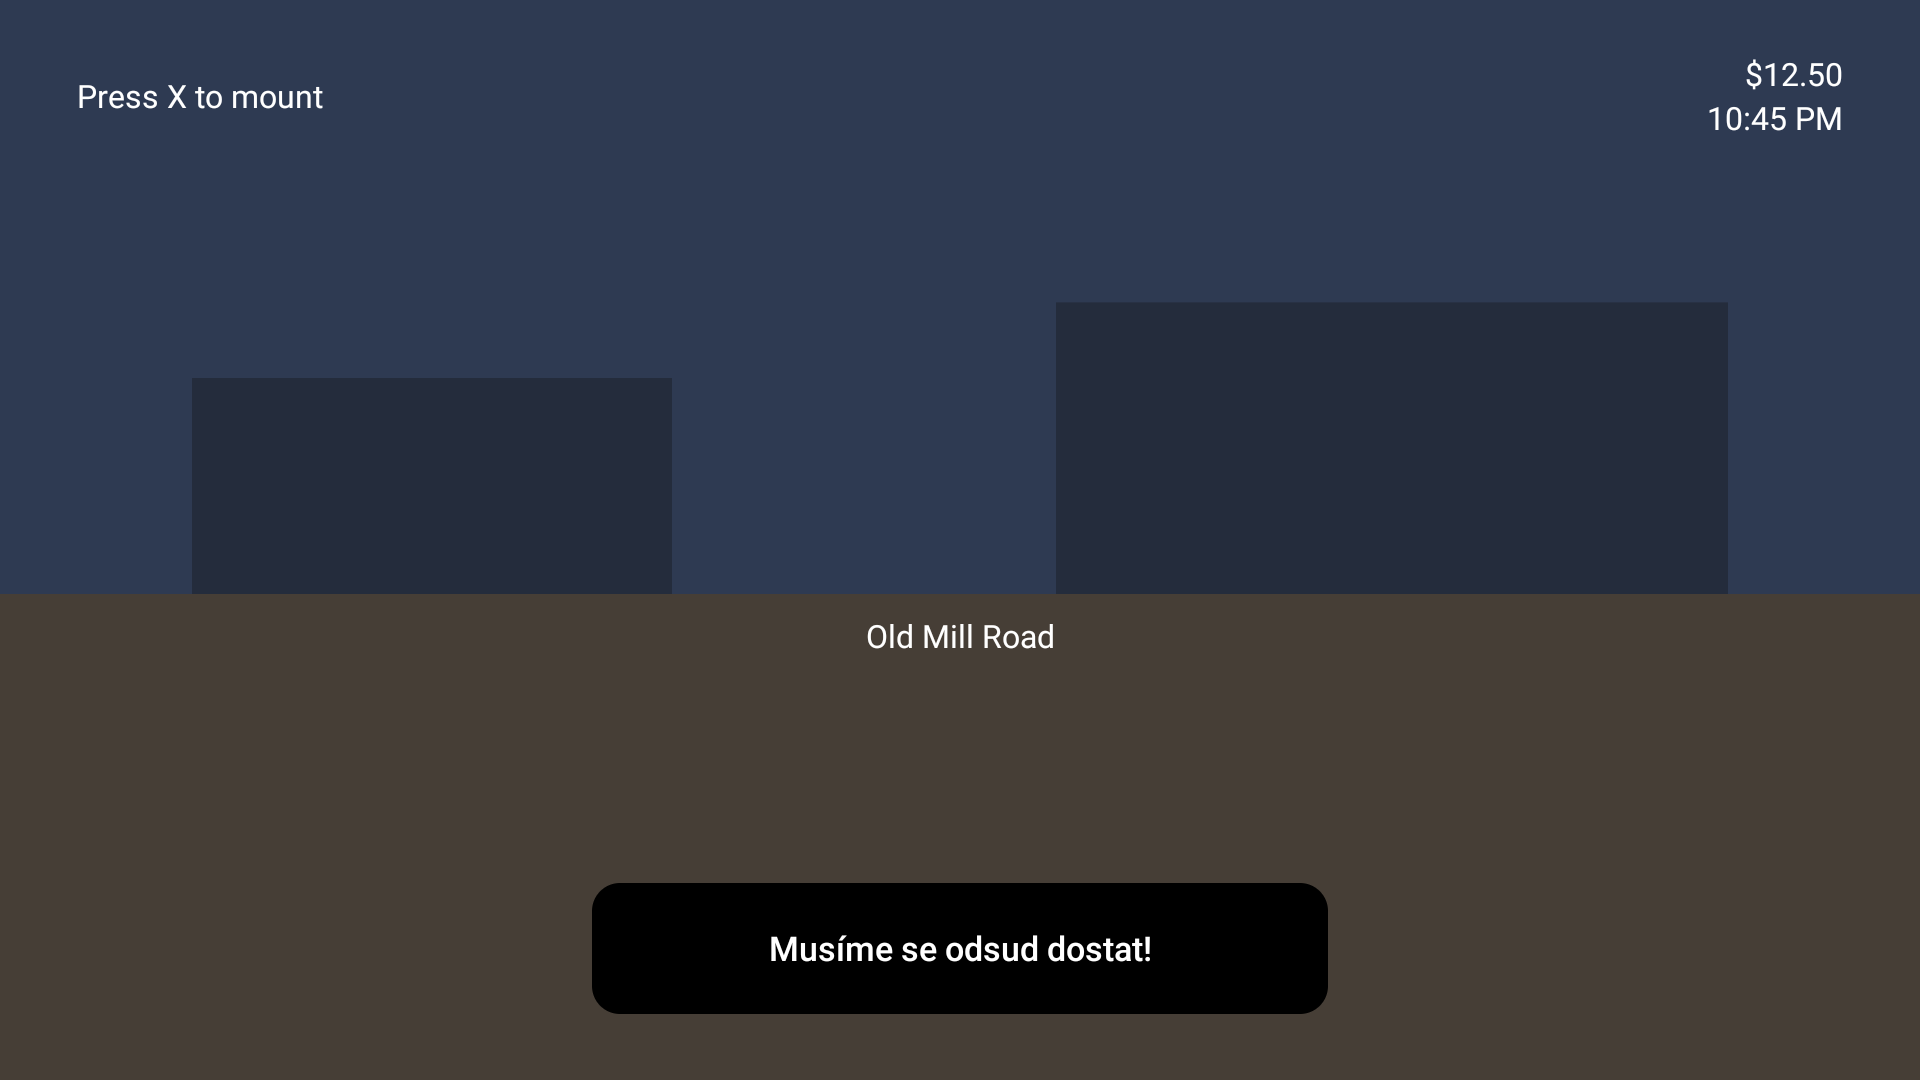 Press X to mount
$12.50
10:45 PM
Old Mill Road
Musíme se odsud dostat!